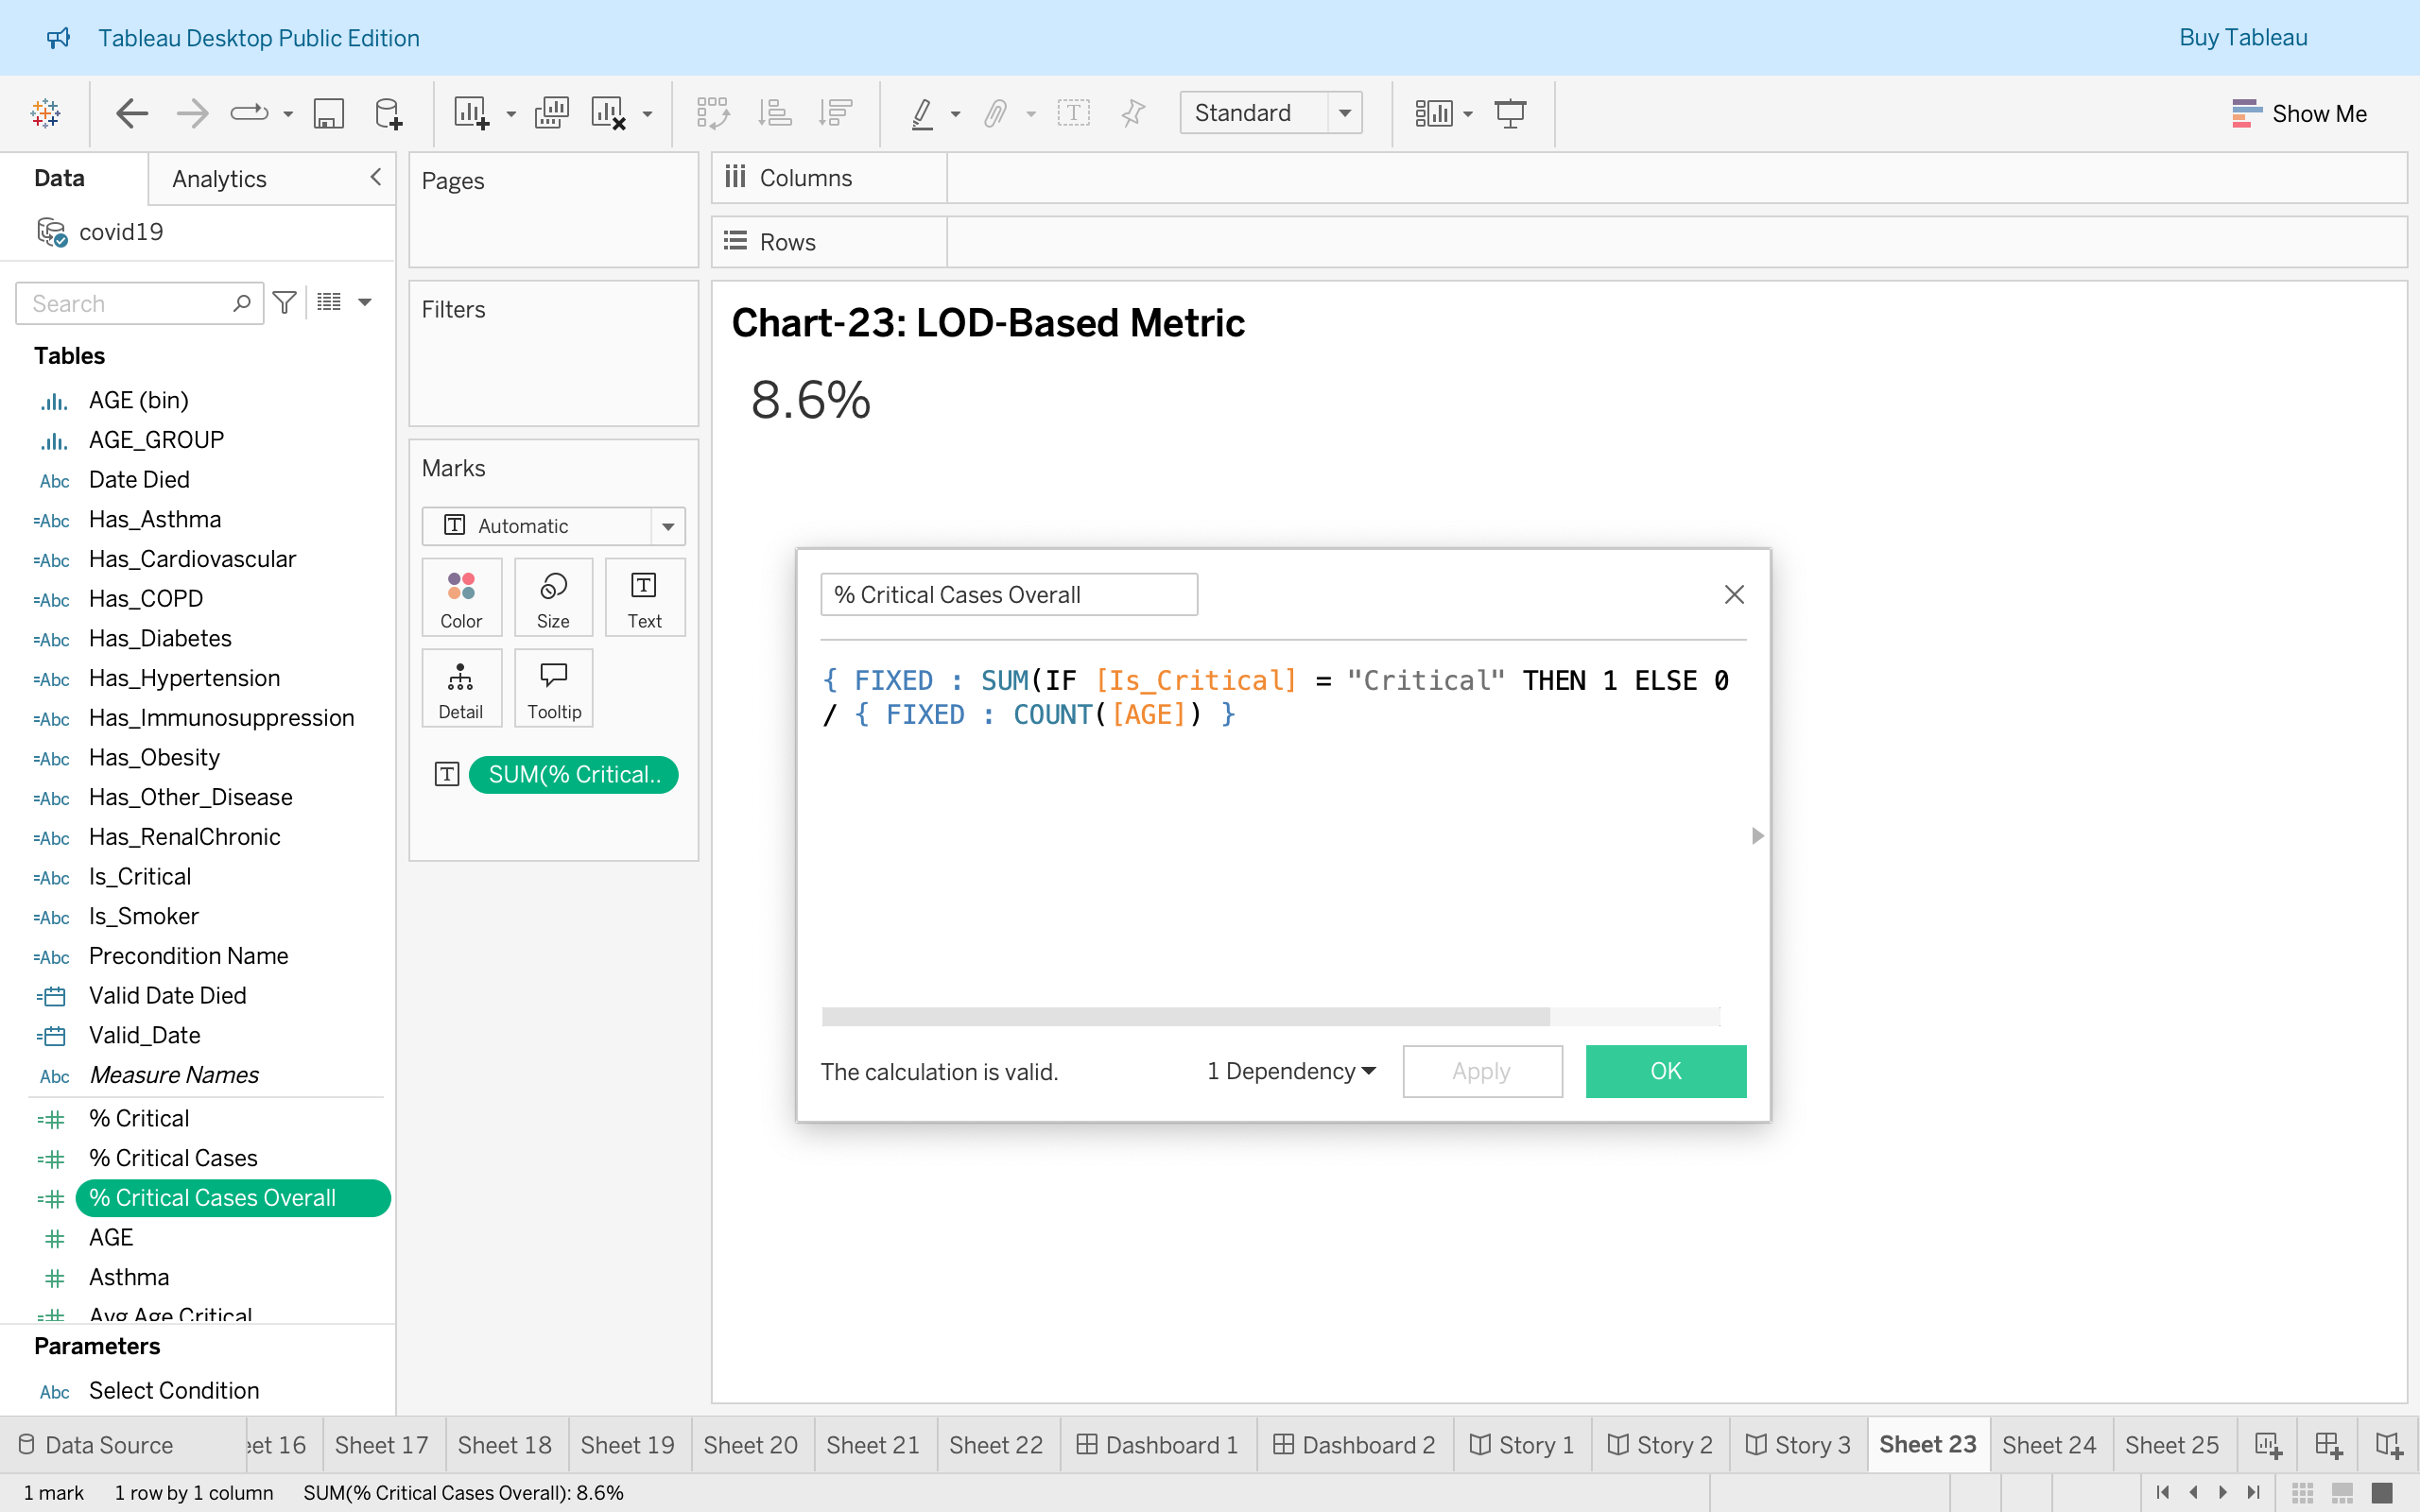 Tableau Desktop Public Edition
Buy Tableau
Standard
Show Me
Data
Analytics
covid19
Search
Tables
AGE (bin)
AGE_GROUP
Abc Date Died
=Abc Has_Asthma
=Abc Has_Cardiovascular
=Abc Has_COPD
=Abc Has_Diabetes
=Abc Has_Hypertension
=Abc Has_Immunosuppression
=Abc Has_Obesity
=Abc Has_Other_Disease
=Abc Has_RenalChronic
=Abc Is_Critical
=Abc Is_Smoker
=Abc Precondition Name
Valid Date Died
Valid_Date
Abc Measure Names
=# % Critical
=# % Critical Cases
=# % Critical Cases Overall
# AGE
# Asthma
=# Avg Age Critical
Parameters
Abc Select Condition
Pages
Filters
Marks
Automatic
Color
Size
Text
Detail
Tooltip
SUM(% Critical..
Columns
Rows
Chart-23: LOD-Based Metric
8.6%
% Critical Cases Overall
{ FIXED : SUM(IF [Is_Critical] = "Critical" THEN 1 ELSE 0
/ { FIXED : COUNT([AGE]) }
The calculation is valid.
1 Dependency
Apply
OK
Data Source
et 16
Sheet 17
Sheet 18
Sheet 19
Sheet 20
Sheet 21
Sheet 22
Dashboard 1
Dashboard 2
Story 1
Story 2
Story 3
Sheet 23
Sheet 24
Sheet 25
1 mark
1 row by 1 column
SUM(% Critical Cases Overall): 8.6%